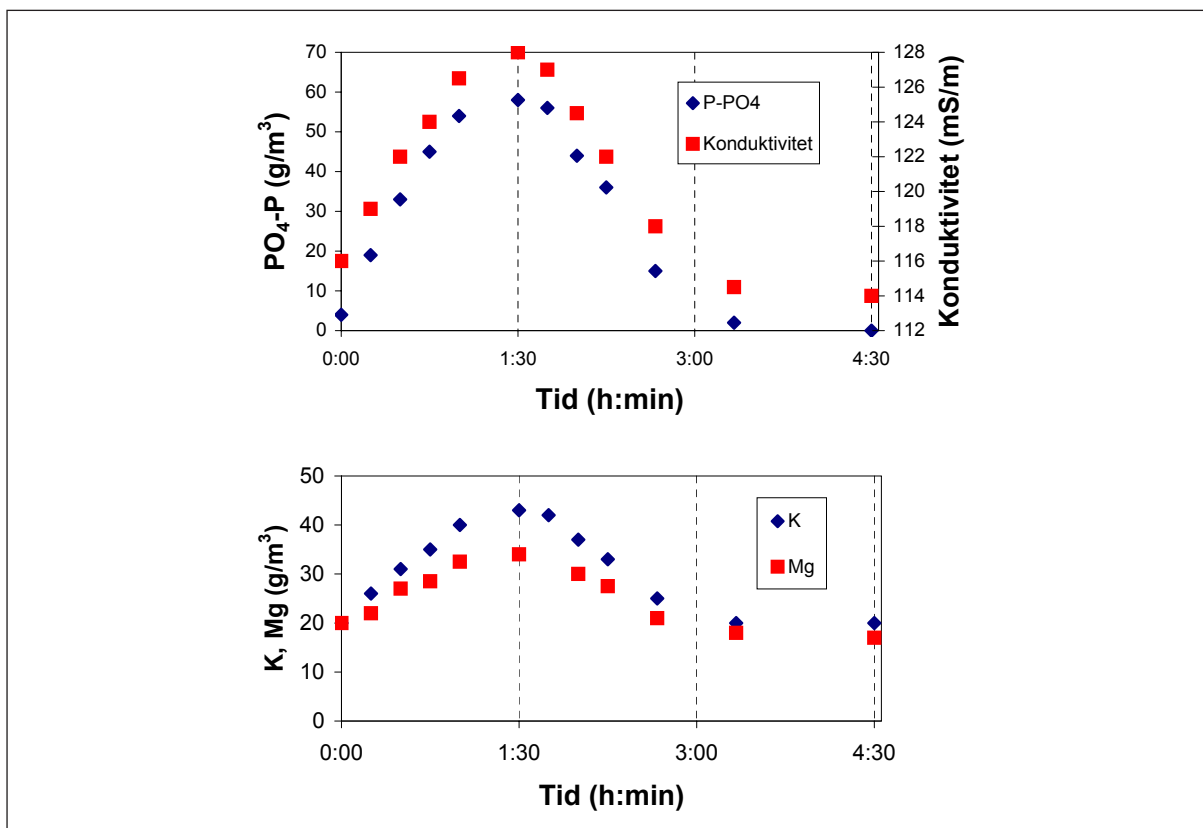 PO₄-P (g/m³)
70
60
50
40
30
20
10
0
P-PO4
Konduktivitet
128
126
124
122
120
118
116
114
112
Konduktivitet (mS/m)
0:00 1:30 3:00 4:30
Tid (h:min)
K, Mg (g/m³)
50
40
30
20
10
0
K
Mg
0:00 1:30 3:00 4:30
Tid (h:min)